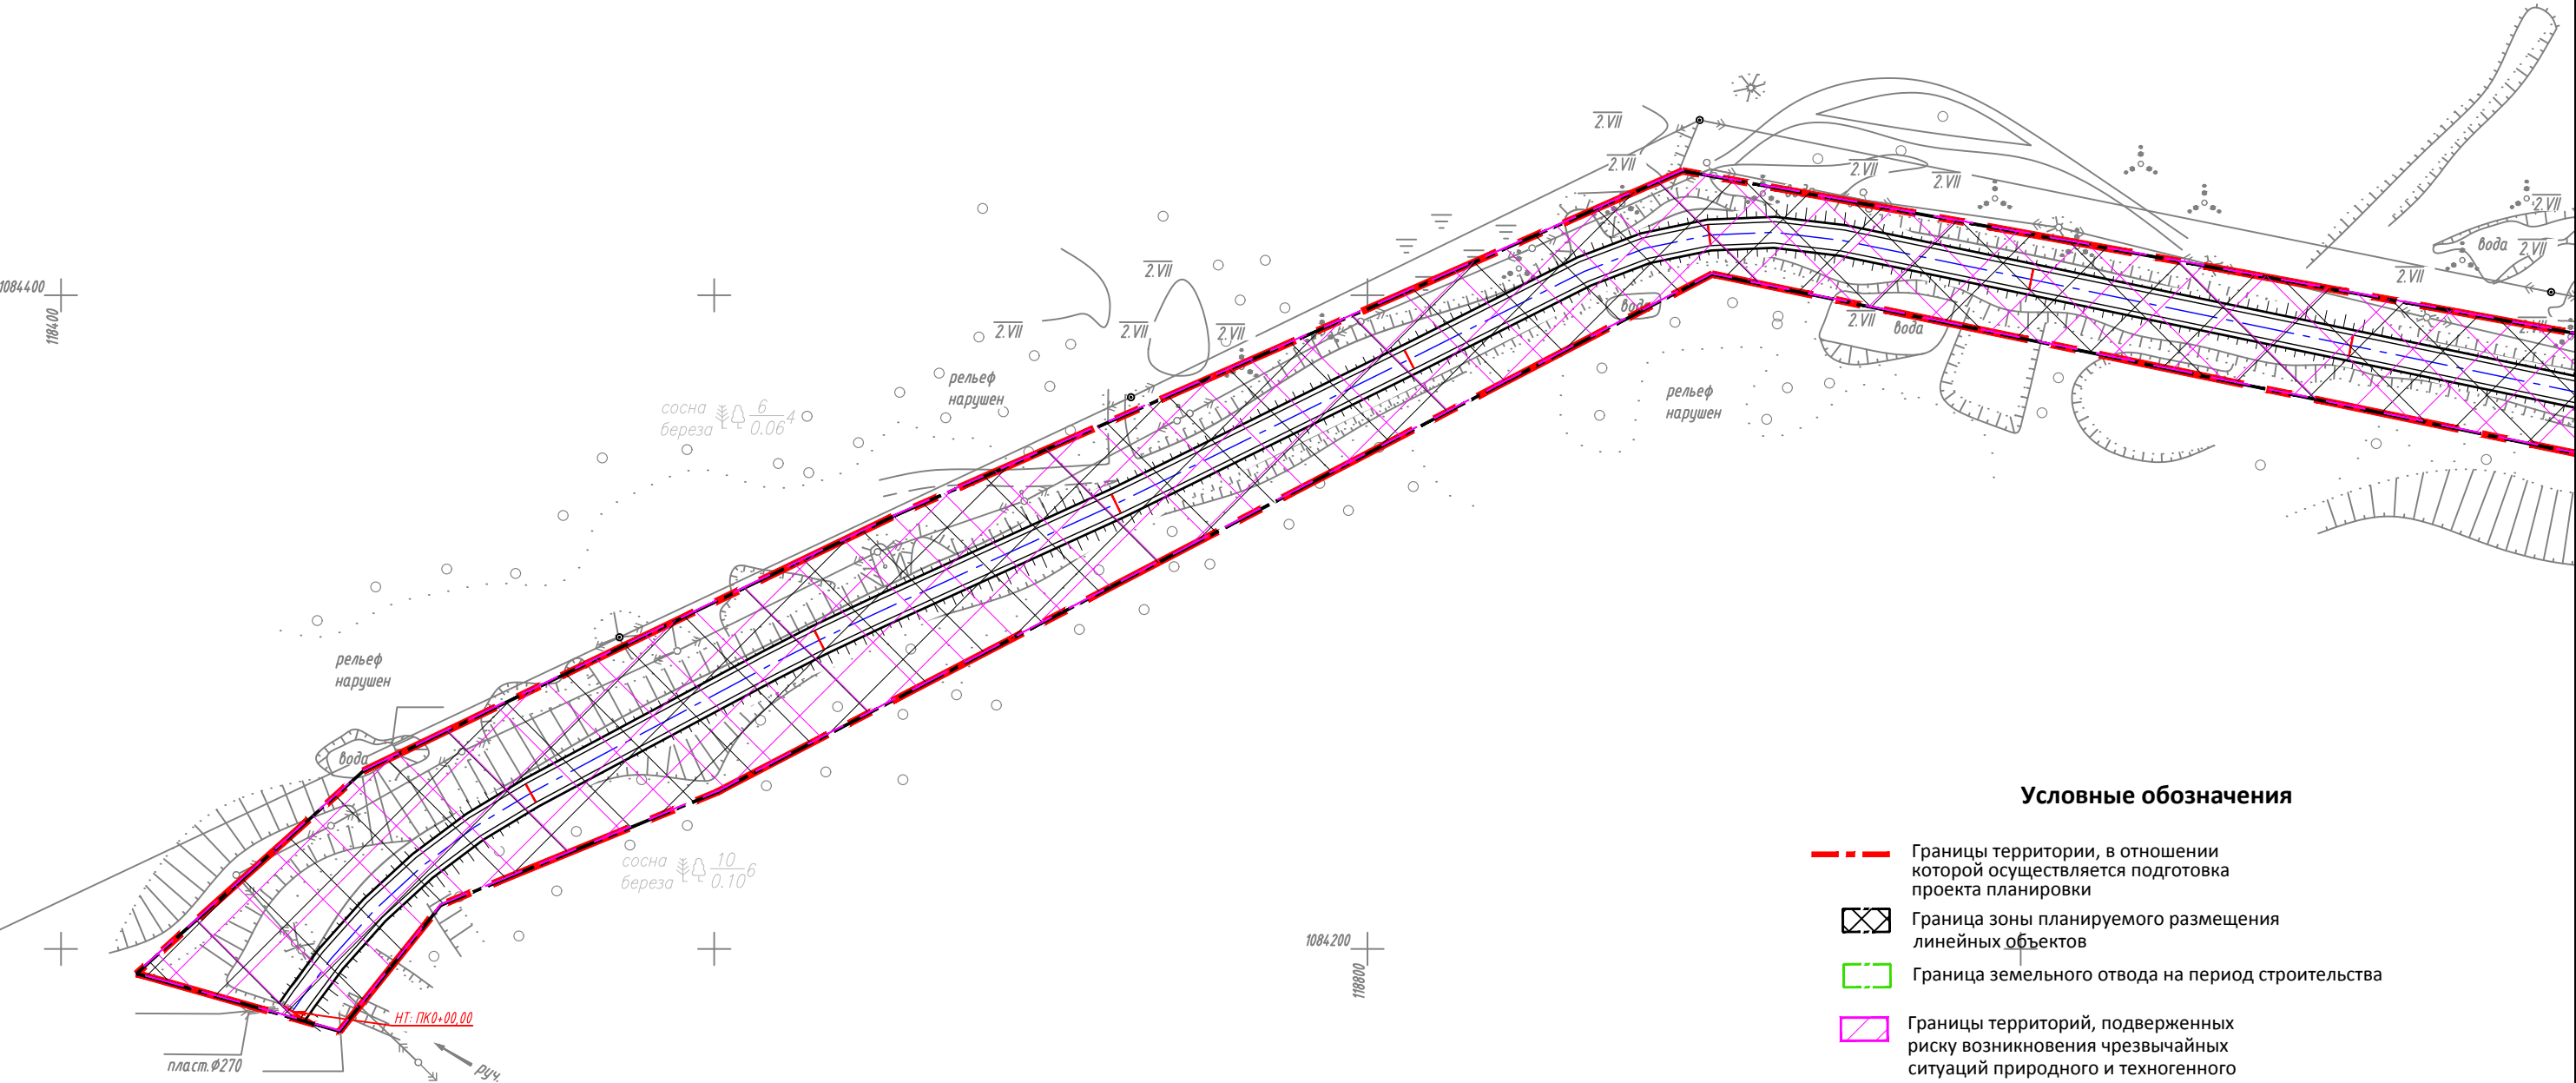 2.VII
2.VII
2.VII
2.VII
2.VII
вода
2.VII
2.VII
2.VII
1084400
118400
2.VII
2.VII
2.VII
вода
2.VII
вода
рельеф
нарушен
рельеф
нарушен
сосна
береза
6
0.06
4
рельеф
нарушен
вода
сосна
береза
10
0.10
6
1084200
118800
НТ: ПК0+00,00
пласт.Ф270
руч.
Условные обозначения
Границы территории, в отношении
которой осуществляется подготовка
проекта планировки
Граница зоны планируемого размещения
линейных объектов
Граница земельного отвода на период строительства
Границы территорий, подверженных
риску возникновения чрезвычайных
ситуаций природного и техногенного